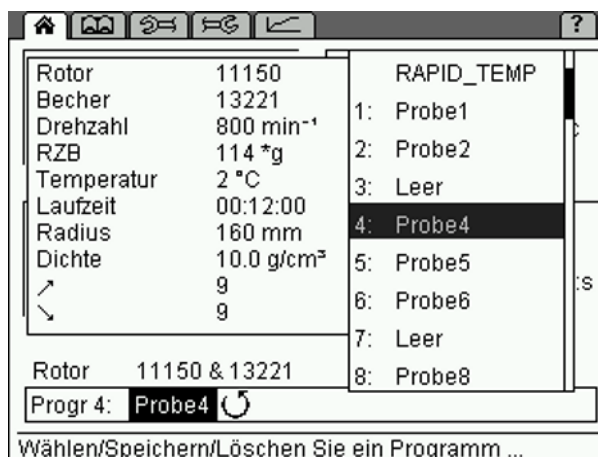 ?
Rotor 11150
Becher 13221
Drehzahl 800 min⁻¹
RZB 114 *g
Temperatur 2 °C
Laufzeit 00:12:00
Radius 160 mm
Dichte 10.0 g/cm³
↗ 9
↘ 9
RAPID_TEMP
1: Probe1
2: Probe2
3: Leer
4: Probe4
5: Probe5
6: Probe6
7: Leer
8: Probe8
:s
Rotor 11150 & 13221
Progr 4: Probe4
Wählen/Speichern/Löschen Sie ein Programm ...